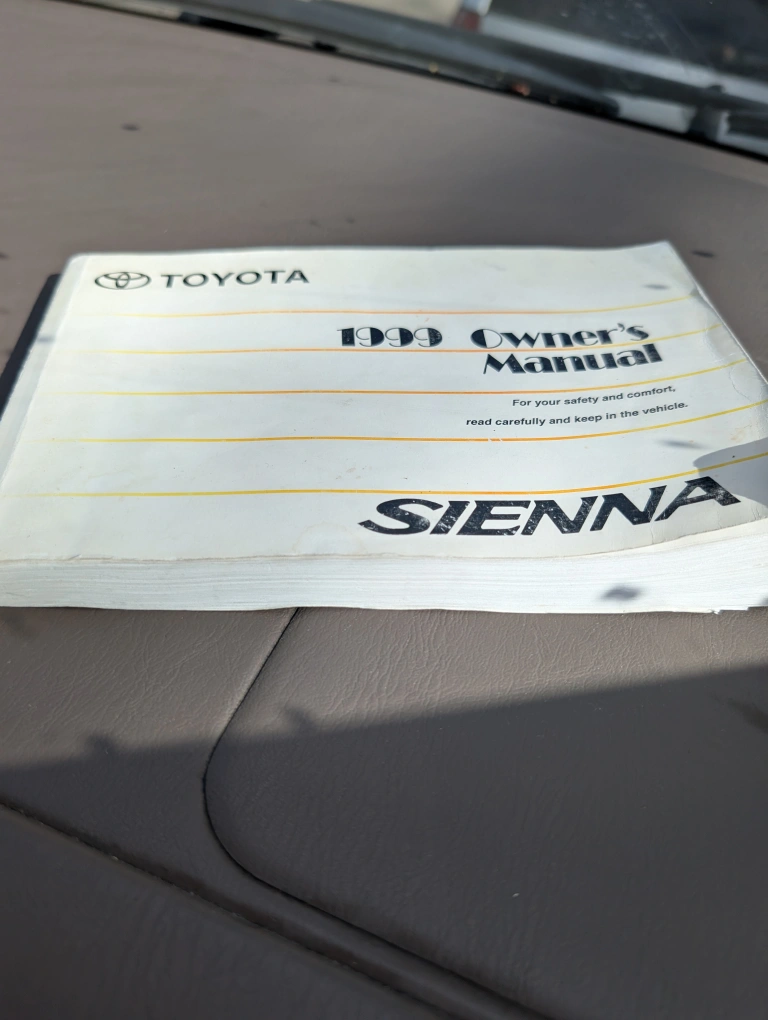 TOYOTA
1999 Owner's
Manual
For your safety and comfort,
read carefully and keep in the vehicle.
SIENNA